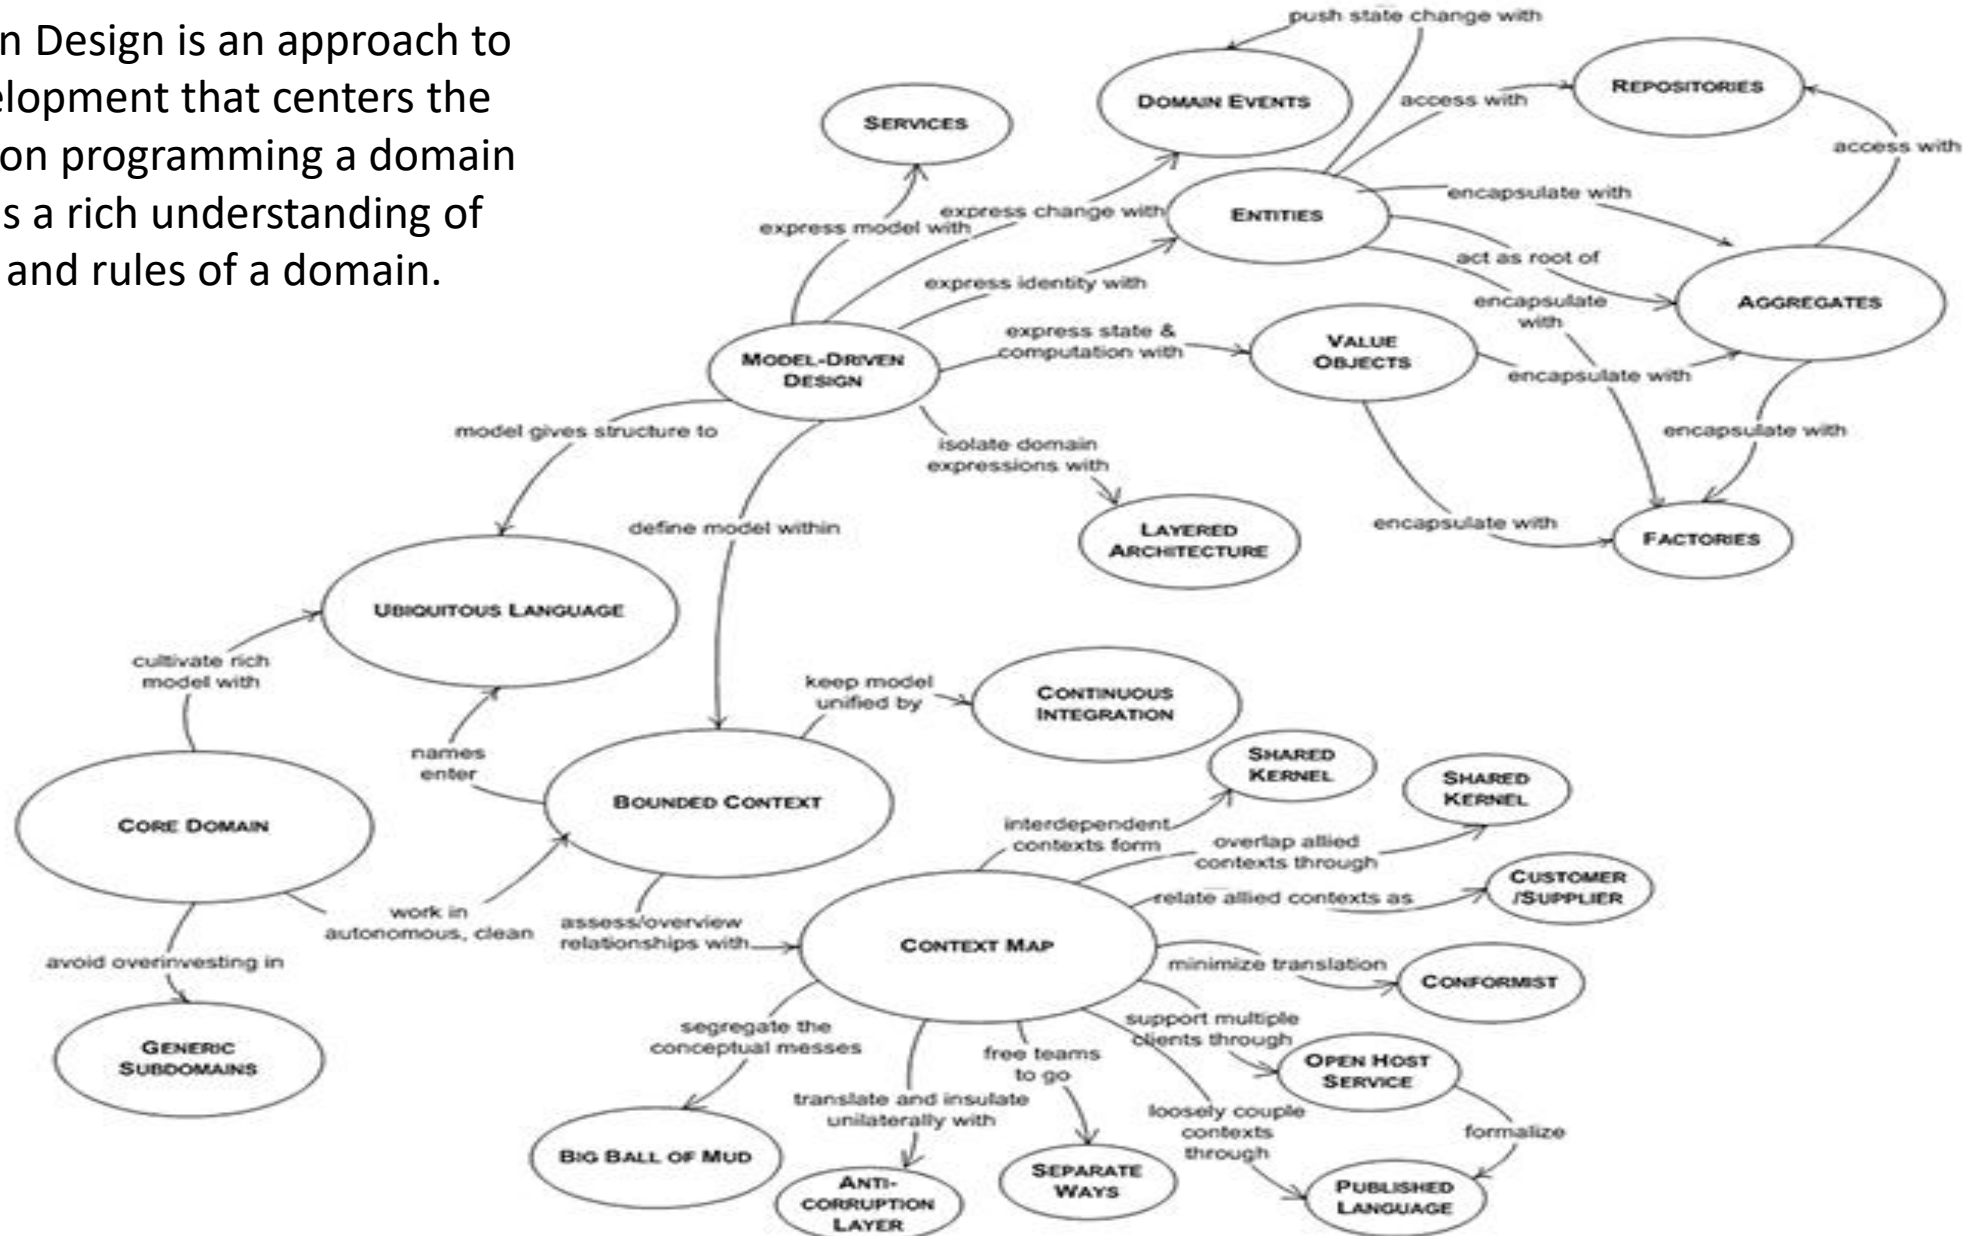 n Design is an approach to
elopment that centers the
on programming a domain
s a rich understanding of
and rules of a domain.
push state change with
DOMAIN EVENTS
REPOSITORIES
access with
SERVICES
access with
express change with
ENTITIES
encapsulate with
express model with
act as root of
express identity with
encapsulate
with
AGGREGATES
express state &
computation with
VALUE
OBJECTS
MODEL-DRIVEN
DESIGN
encapsulate with
model gives structure to
isolate domain
expressions with
encapsulate with
define model within
LAYERED
ARCHITECTURE
encapsulate with
FACTORIES
UBIQUITOUS LANGUAGE
cultivate rich
model with
keep model
unified by
CONTINUOUS
INTEGRATION
names
enter
SHARED
KERNEL
SHARED
KERNEL
CORE DOMAIN
BOUNDED CONTEXT
interdependent
contexts form
overlap allied
contexts through
CUSTOMER
/SUPPLIER
relate allied contexts as
work in
autonomous, clean
assess/overview
relationships with
CONTEXT MAP
avoid overinvesting in
minimize translation
CONFORMIST
segregate the
conceptual messes
support multiple
clients through
GENERIC
SUBDOMAINS
free teams
to go
OPEN HOST
SERVICE
translate and insulate
unilaterally with
loosely couple
contexts
through
formalize
BIG BALL OF MUD
ANTI-
CORRUPTION
LAYER
SEPARATE
WAYS
PUBLISHED
LANGUAGE